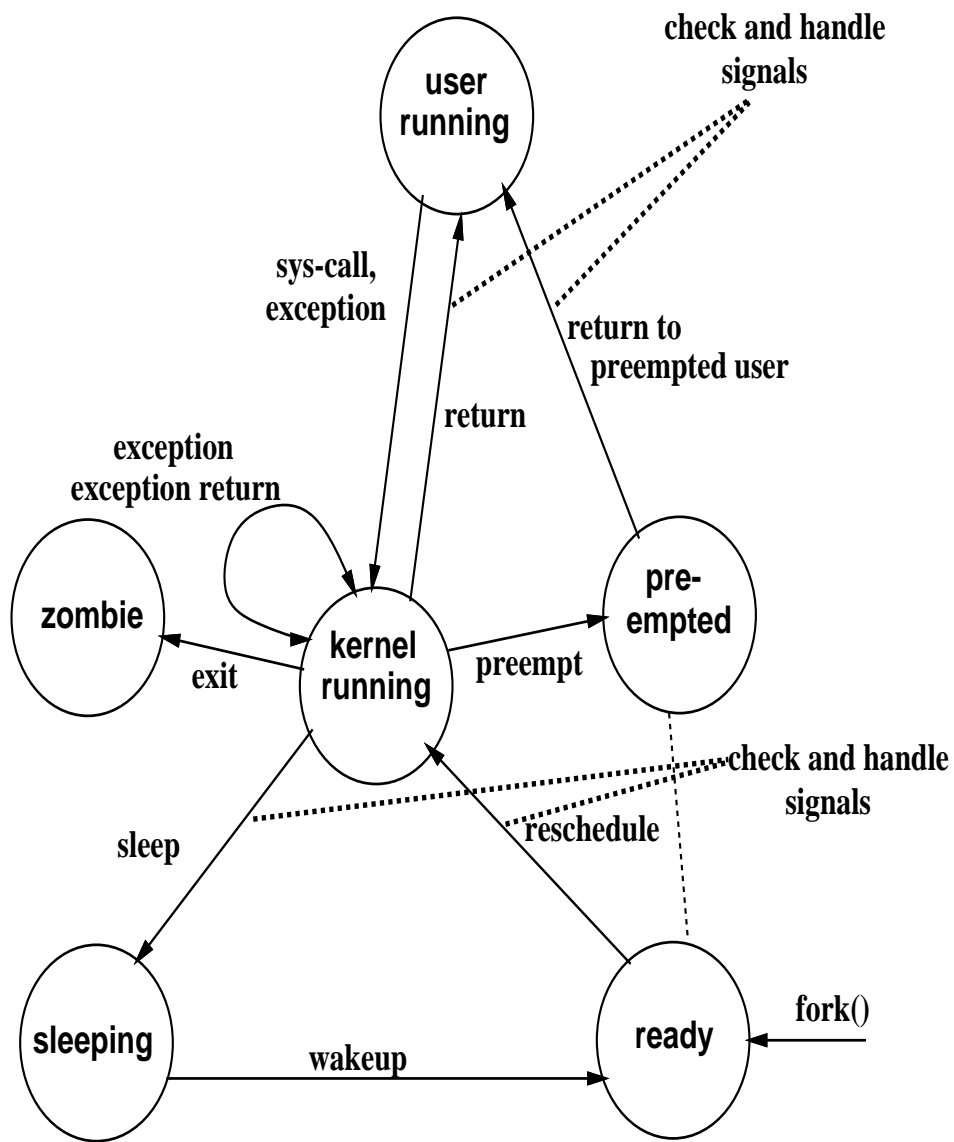 check and handle
signals
user
running
sys-call,
exception
return to
preempted user
return
exception
exception return
pre-
empted
zombie
kernel
running
exit
preempt
check and handle
signals
reschedule
sleep
fork()
sleeping
ready
wakeup